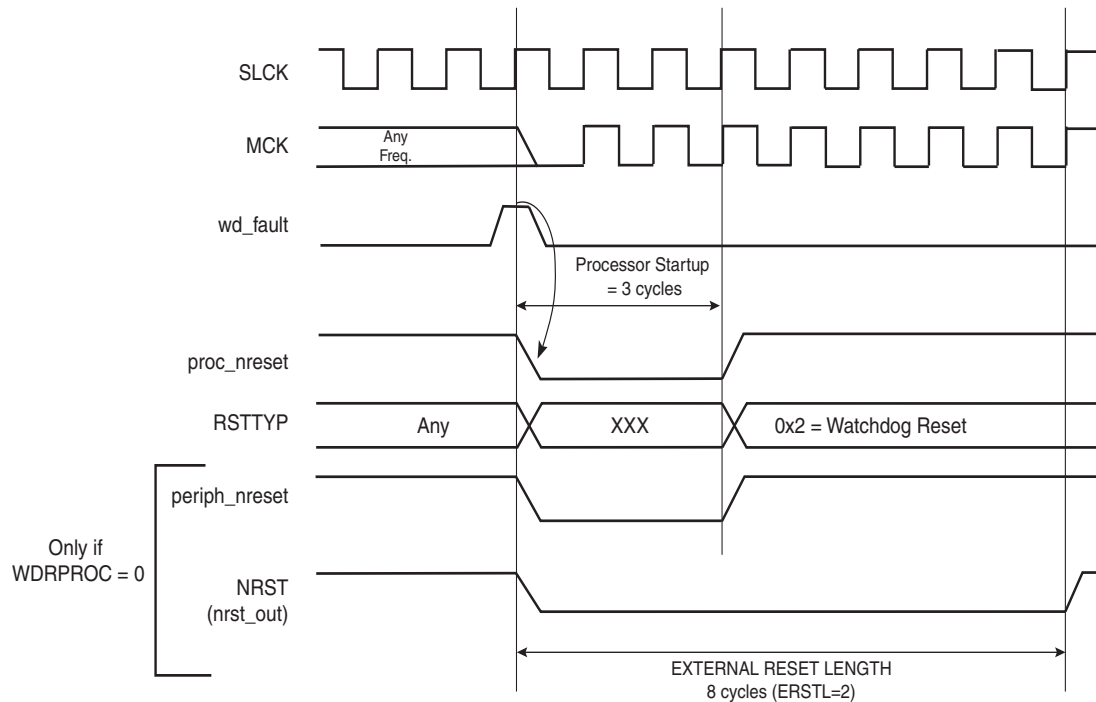 SLCK
MCK
Any
Freq.
wd_fault
Processor Startup
= 3 cycles
proc_nreset
RSTTYP
Any
XXX
0x2 = Watchdog Reset
periph_nreset
Only if
WDRPROC = 0
NRST
(nrst_out)
EXTERNAL RESET LENGTH
8 cycles (ERSTL=2)